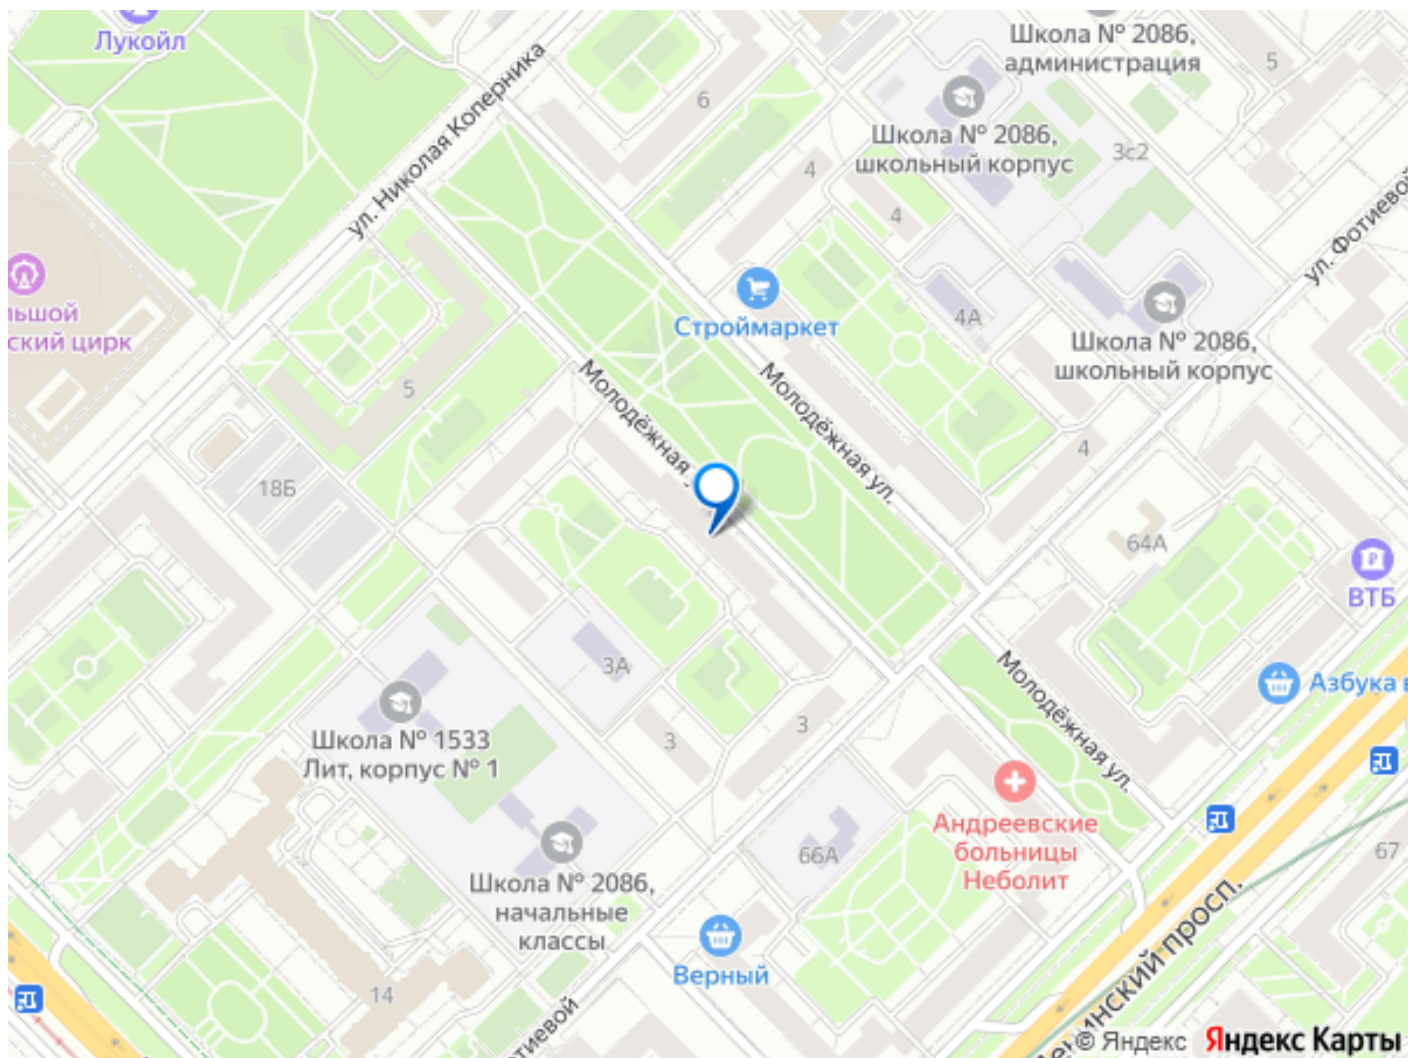 Лукойл
ул. Николая Коперника
Школа № 2086,
администрация
5
6
Школа № 2086,
школьный корпус
3с2
4
4
ул. Фотиевой
льшой
ский цирк
Строймаркет
4А
Школа № 2086,
школьный корпус
5
Молодёжная у
Молодёжная ул.
4
18Б
64А
ВТБ
3А
Молодёжная ул.
Азбука в
Школа № 1533
Лит, корпус № 1
3
3
Андреевские
больницы
Неболит
66А
67
Школа № 2086,
начальные
классы
Верный
14
отиевой
нский просп.
© Яндекс Яндекс Карты